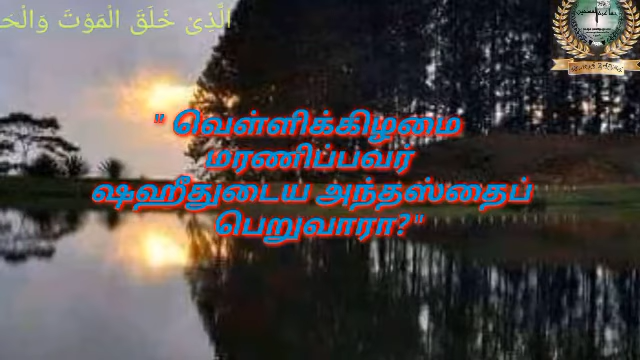 الَّذِىْ خَلَقَ الْمَوْتَ وَالْحَ
" வெள்ளிக்கிழமை
மரணிப்பவர்
ஷஹீதுடைய அந்தஸ்தைப்
பெறுவாரா?"